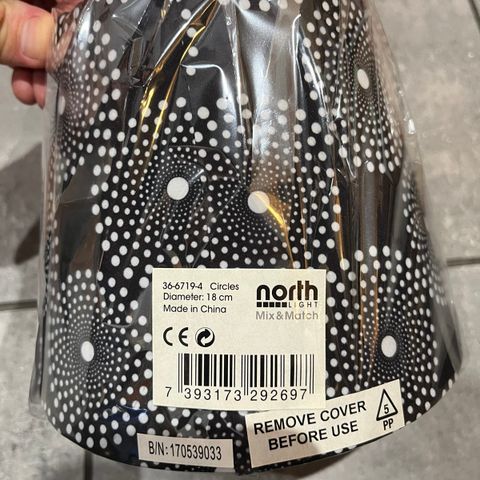 36-6719-4 Circles
Diameter: 18 cm
Made in China
north
LIGHT
Mix&Match
CE
7 393173 292697
REMOVE COVER
BEFORE USE
5
PP
B/N: 170539033